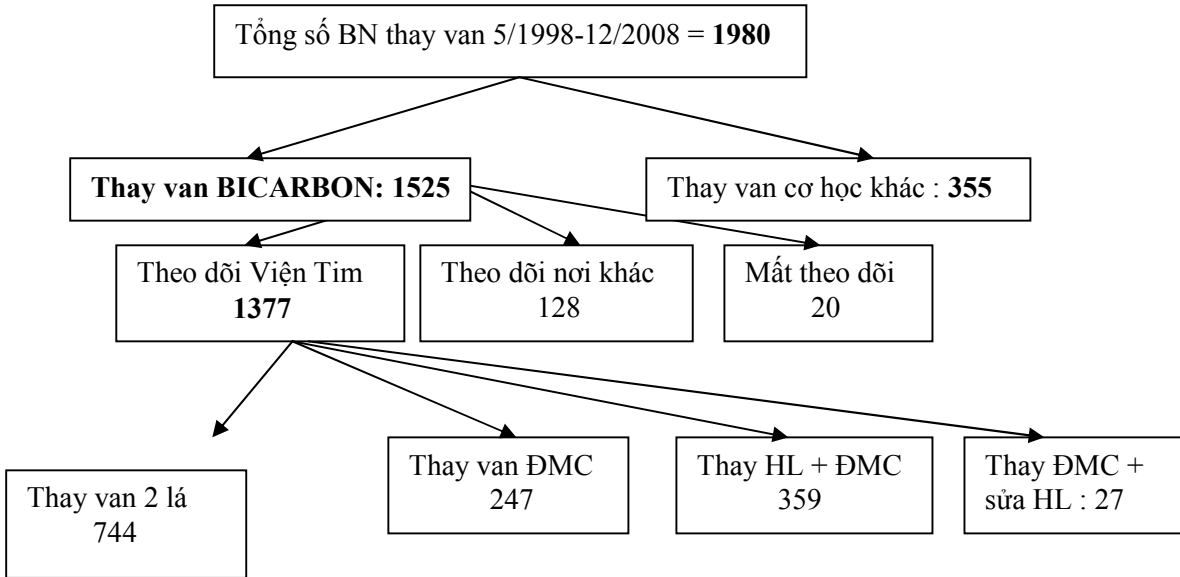 Tổng số BN thay van 5/1998-12/2008 = 1980
Thay van BICARBON: 1525
Thay van cơ học khác : 355
Theo dõi Viện Tim
1377
Theo dõi nơi khác
128
Mất theo dõi
20
Thay van 2 lá
744
Thay van ĐMC
247
Thay HL + ĐMC
359
Thay ĐMC +
sửa HL : 27